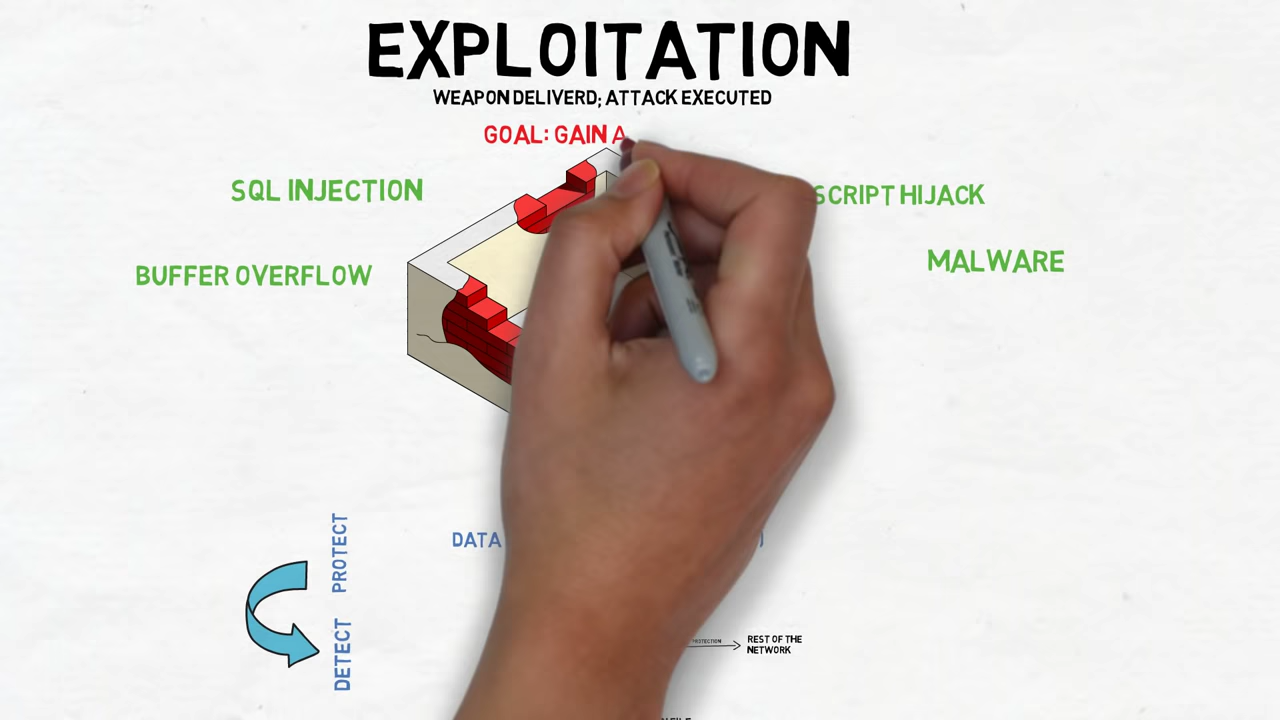 EXPLOITATION
WEAPON DELIVERD; ATTACK EXECUTED
GOAL: GAIN A
SQL INJECTION
SCRIPT HIJACK
BUFFER OVERFLOW
MALWARE
DATA
PROTECT
DETECT
PROTECTION
REST OF THE
NETWORK